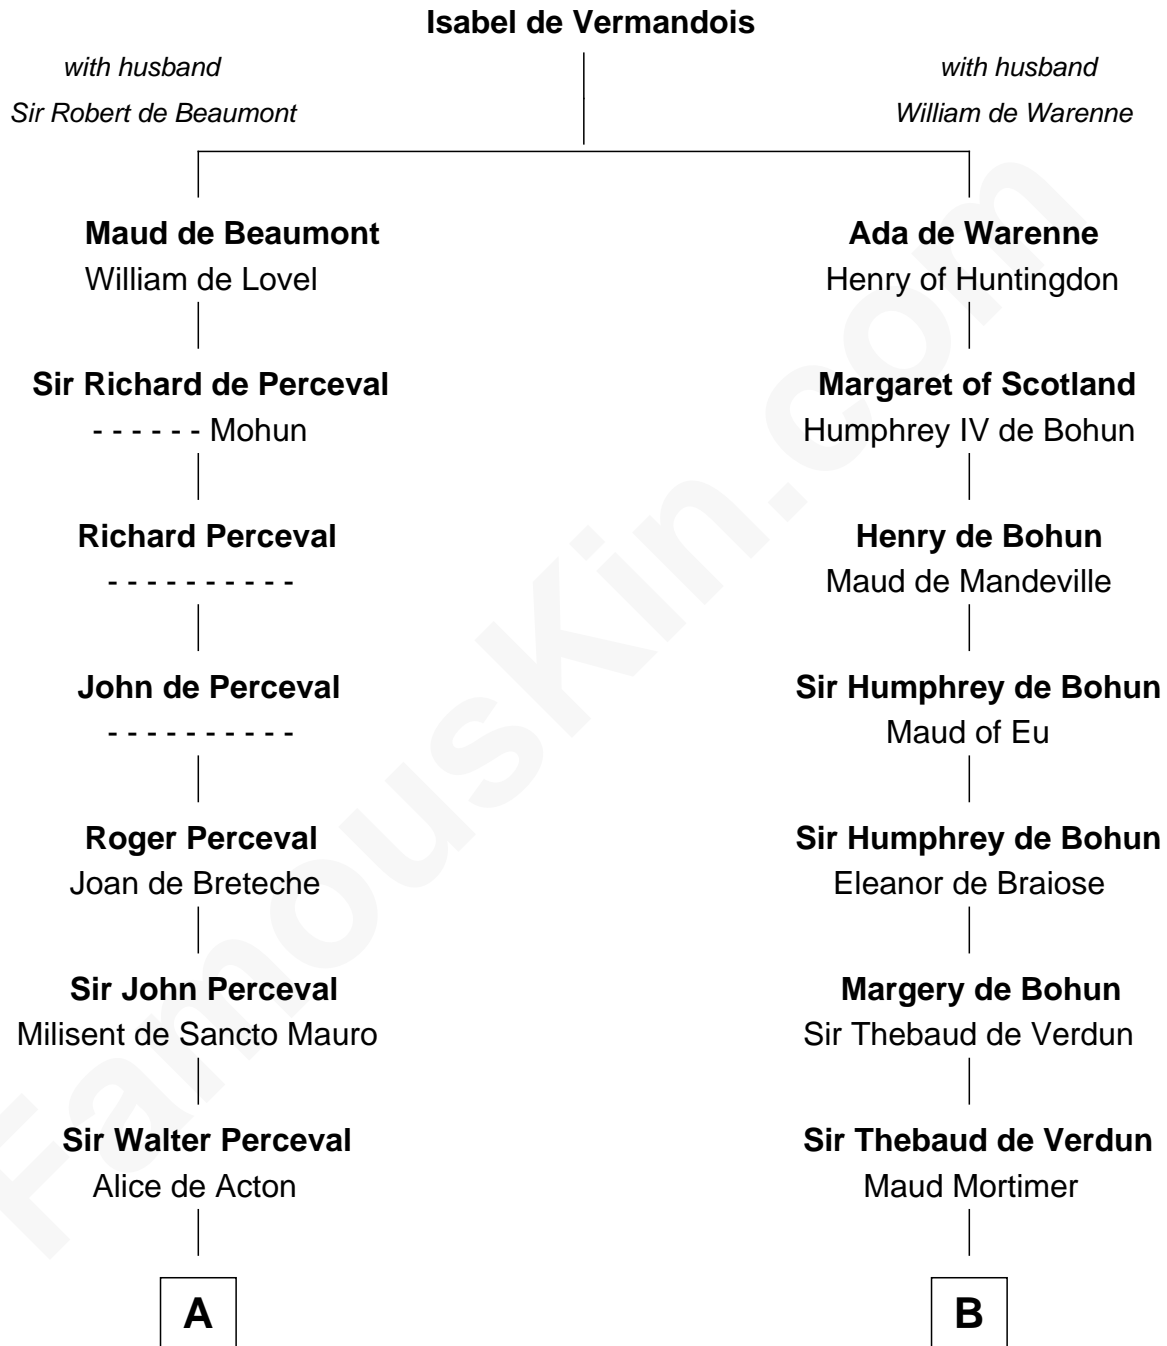 Isabel de Vermandois
with husband
Sir Robert de Beaumont
with husband
William de Warenne
Maud de Beaumont
William de Lovel
Ada de Warenne
Henry of Huntingdon
Sir Richard de Perceval
- - - - - - Mohun
Margaret of Scotland
Humphrey IV de Bohun
Richard Perceval
- - - - - - - - - -
Henry de Bohun
Maud de Mandeville
John de Perceval
- - - - - - - - - -
Sir Humphrey de Bohun
Maud of Eu
Roger Perceval
Joan de Breteche
Sir Humphrey de Bohun
Eleanor de Braiose
Sir John Perceval
Milisent de Sancto Mauro
Margery de Bohun
Sir Thebaud de Verdun
Sir Walter Perceval
Alice de Acton
Sir Thebaud de Verdun
Maud Mortimer
A
B
FamousKin.com